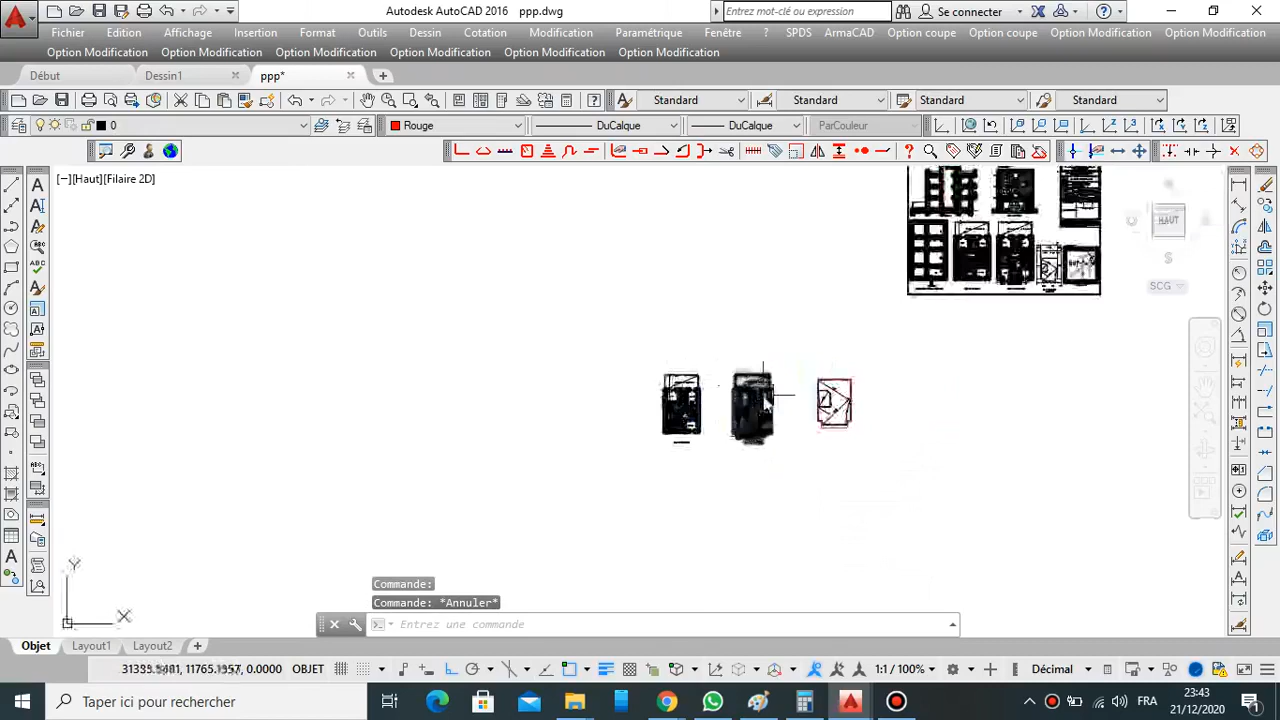 Autodesk AutoCAD 2016 ppp.dwg
Entrez mot-clé ou expression
Se connecter
Fichier Edition Affichage Insertion Format Outils Dessin Cotation Modification Paramétrique Fenêtre ? SPDS ArmaCAD Option coupe Option coupe Option Modification Option Modification
Option Modification Option Modification Option Modification Option Modification Option Modification Option Modification
Début Dessin1 ppp*
Standard Standard Standard Standard
0 Rouge DuCalque DuCalque ParCouleur
[−][Haut][Filaire 2D]
HAUT
S
SCG
Y
X
Commande:
Commande: *Annuler*
Entrez une commande
Objet Layout1 Layout2 +
OBJET 1:1 / 100% Décimal
Taper ici pour rechercher
FRA
23:43
21/12/2020